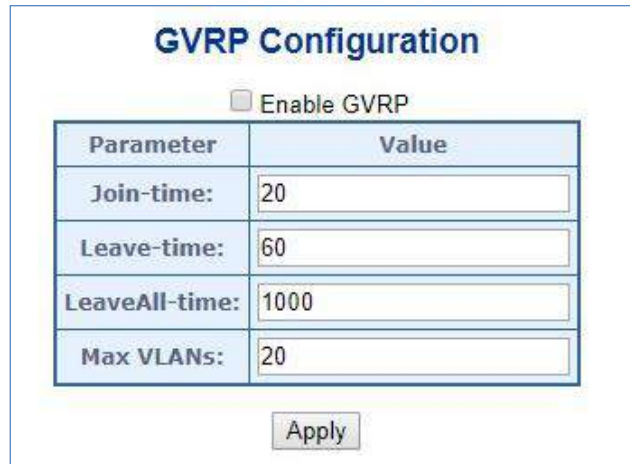 GVRP Configuration
Enable GVRP
Parameter Value
Join-time: 20
Leave-time: 60
LeaveAll-time: 1000
Max VLANs: 20
Apply